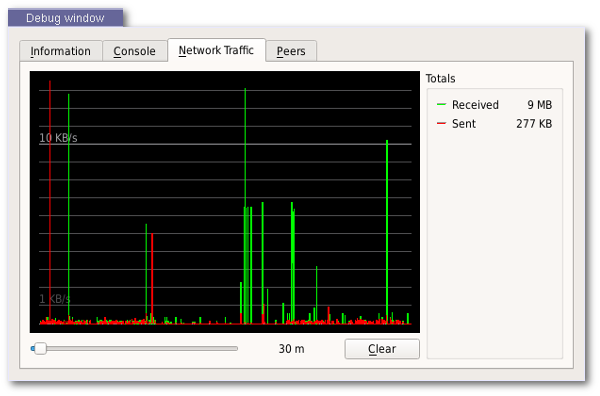 Debug window
Information Console Network Traffic Peers
Totals
Received 9 MB
Sent 277 KB
10 KB/s
1 KB/s
30 m Clear